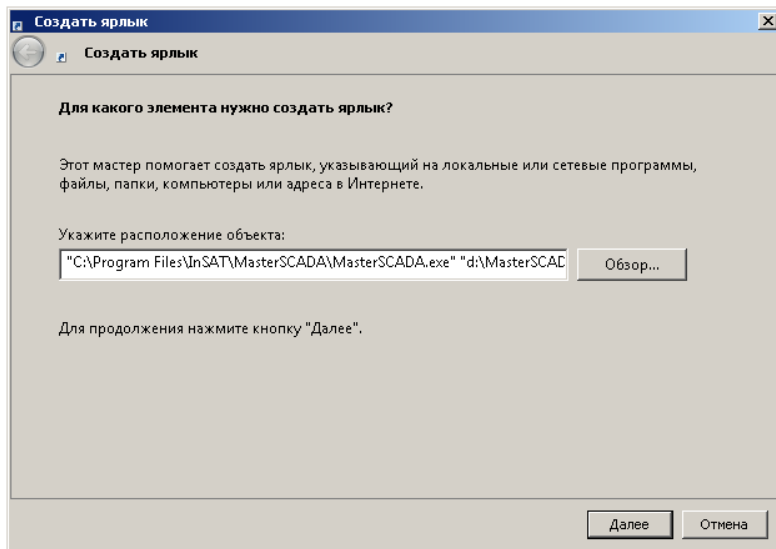 Создать ярлык
Создать ярлык
Для какого элемента нужно создать ярлык?
Этот мастер помогает создать ярлык, указывающий на локальные или сетевые программы,
файлы, папки, компьютеры или адреса в Интернете.
Укажите расположение объекта:
"C:\Program Files\InSAT\MasterSCADA\MasterSCADA.exe" "d:\MasterSCAD
Обзор...
Для продолжения нажмите кнопку "Далее".
Далее
Отмена